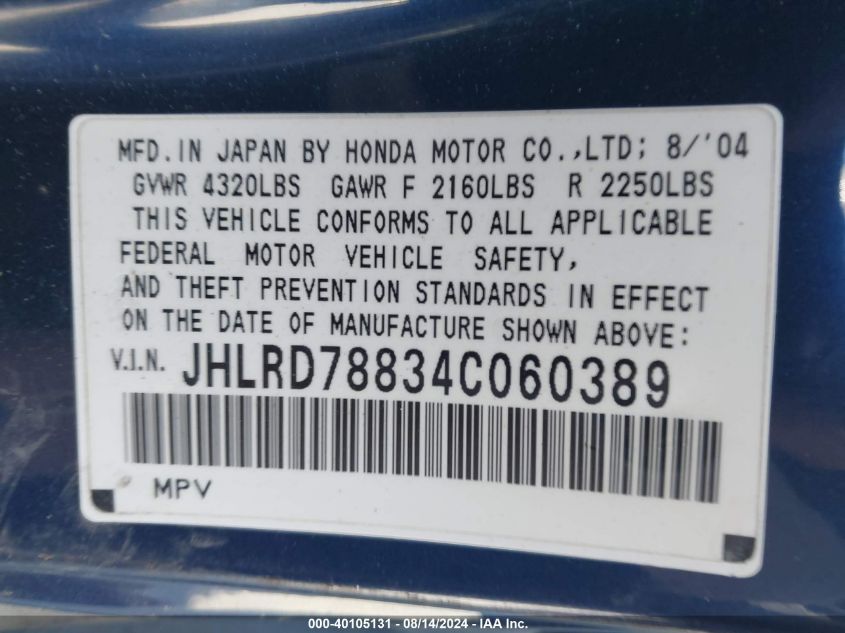 MFD.IN JAPAN BY HONDA MOTOR CO.,LTD; 8/'04
GVWR 4320LBS GAWR F 2160LBS R 2250LBS
THIS VEHICLE CONFORMS TO ALL APPLICABLE
FEDERAL MOTOR VEHICLE SAFETY,
AND THEFT PREVENTION STANDARDS IN EFFECT
ON THE DATE OF MANUFACTURE SHOWN ABOVE:
V.I.N. JHLRD78834C060389
MPV
000-40105131 - 08/14/2024 - IAA Inc.